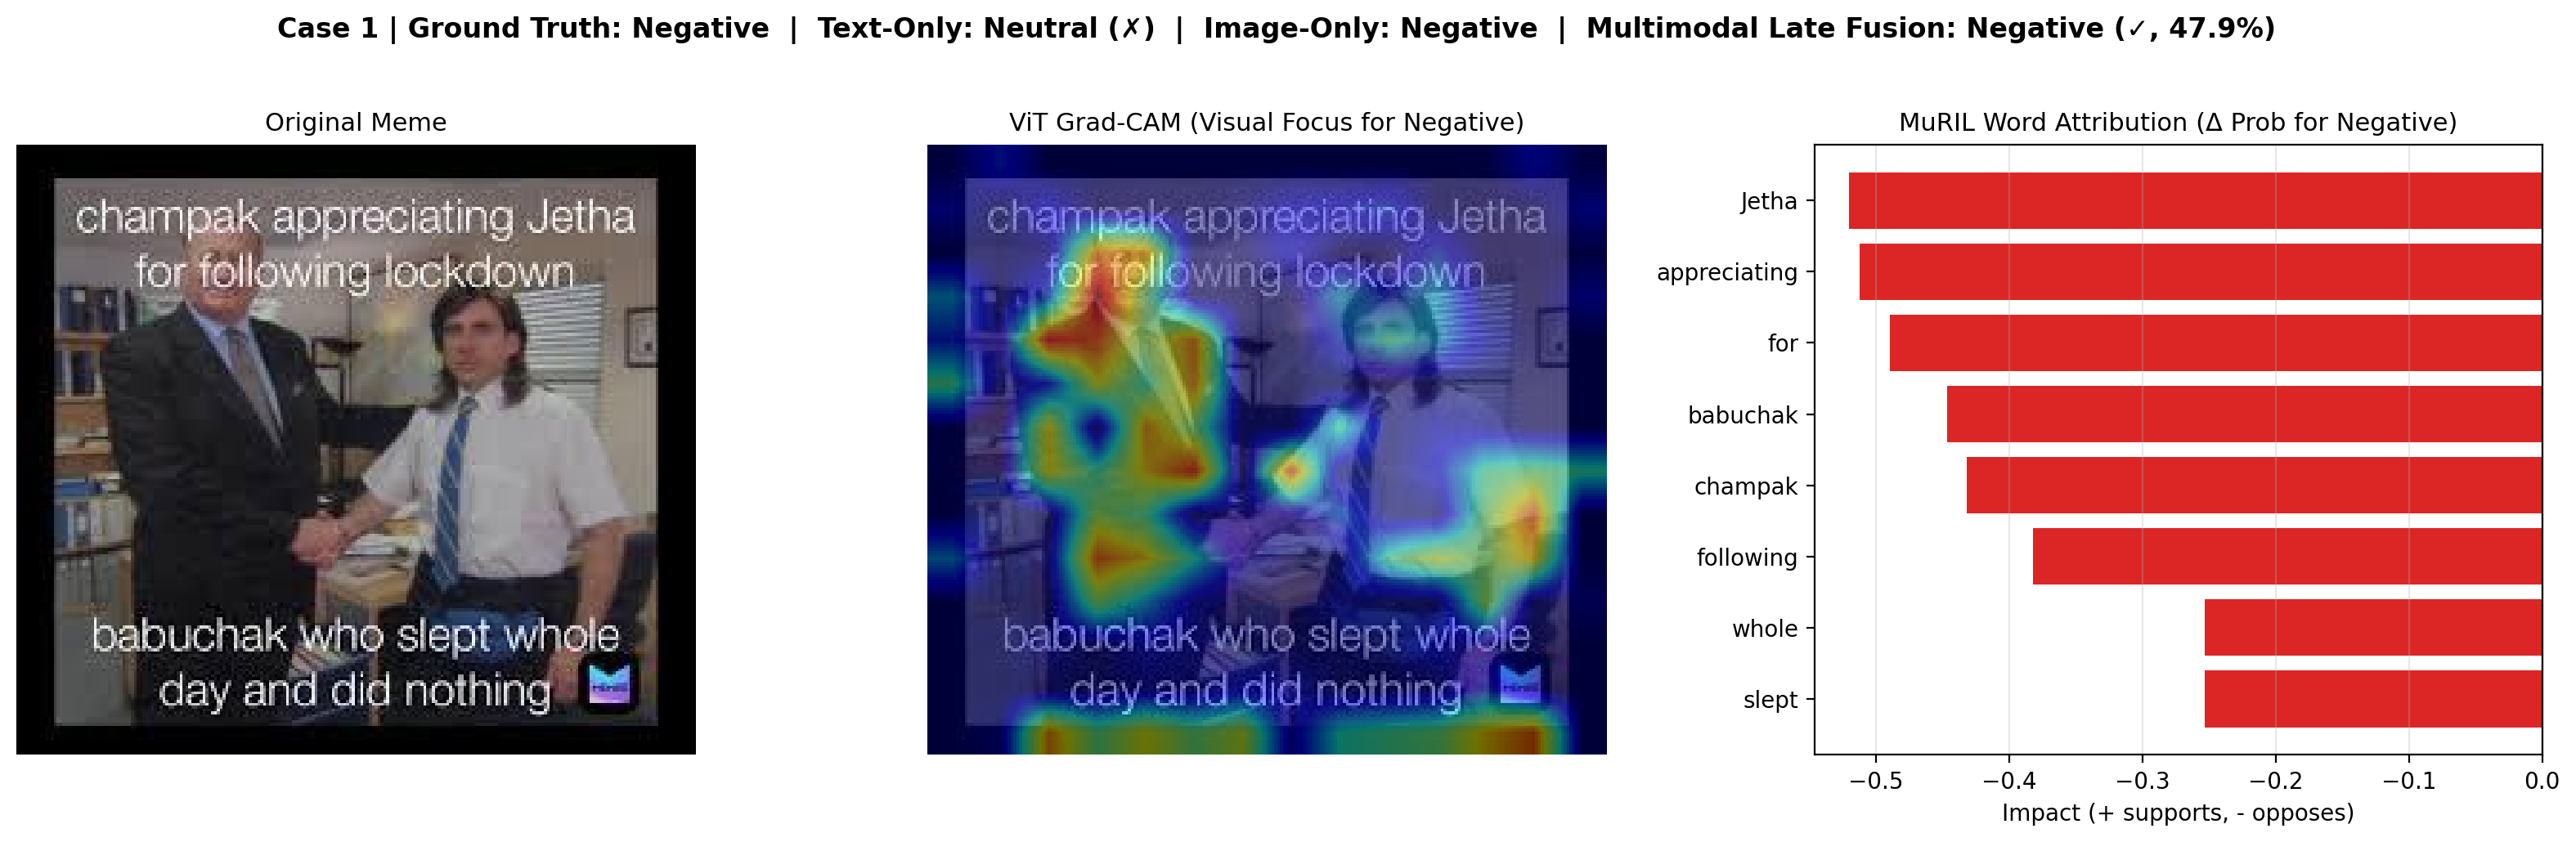 Case 1 | Ground Truth: Negative | Text-Only: Neutral (✗) | Image-Only: Negative | Multimodal Late Fusion: Negative (✓, 47.9%)
Original Meme
champak appreciating Jetha
for following lockdown
babuchak who slept whole
day and did nothing
ViT Grad-CAM (Visual Focus for Negative)
champak appreciating Jetha
for following lockdown
babuchak who slept whole
day and did nothing
MuRIL Word Attribution (Δ Prob for Negative)
Jetha
appreciating
for
babuchak
champak
following
whole
slept
−0.5 −0.4 −0.3 −0.2 −0.1 0.0
Impact (+ supports, - opposes)